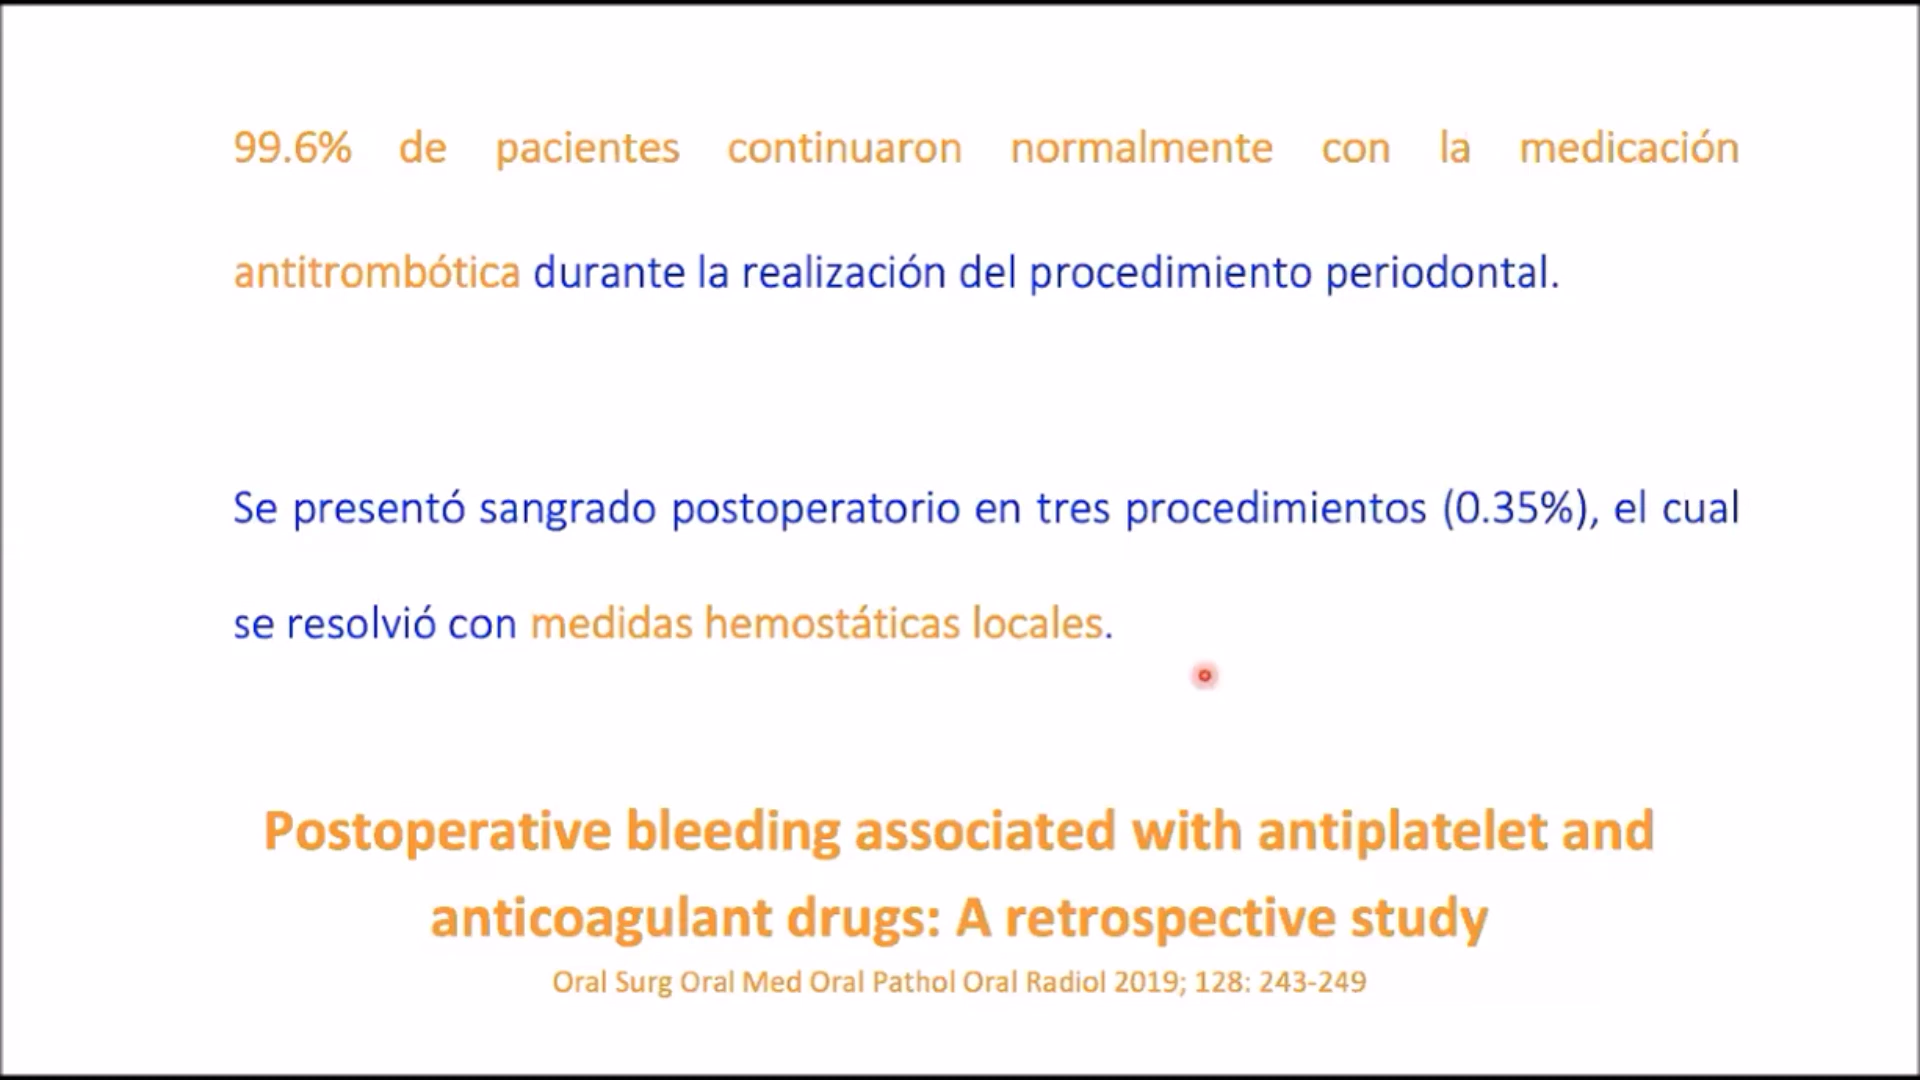 99.6% de pacientes continuaron normalmente con la medicación
antitrombótica durante la realización del procedimiento periodontal.
Se presentó sangrado postoperatorio en tres procedimientos (0.35%), el cual
se resolvió con medidas hemostáticas locales.
Postoperative bleeding associated with antiplatelet and
anticoagulant drugs: A retrospective study
Oral Surg Oral Med Oral Pathol Oral Radiol 2019; 128: 243-249